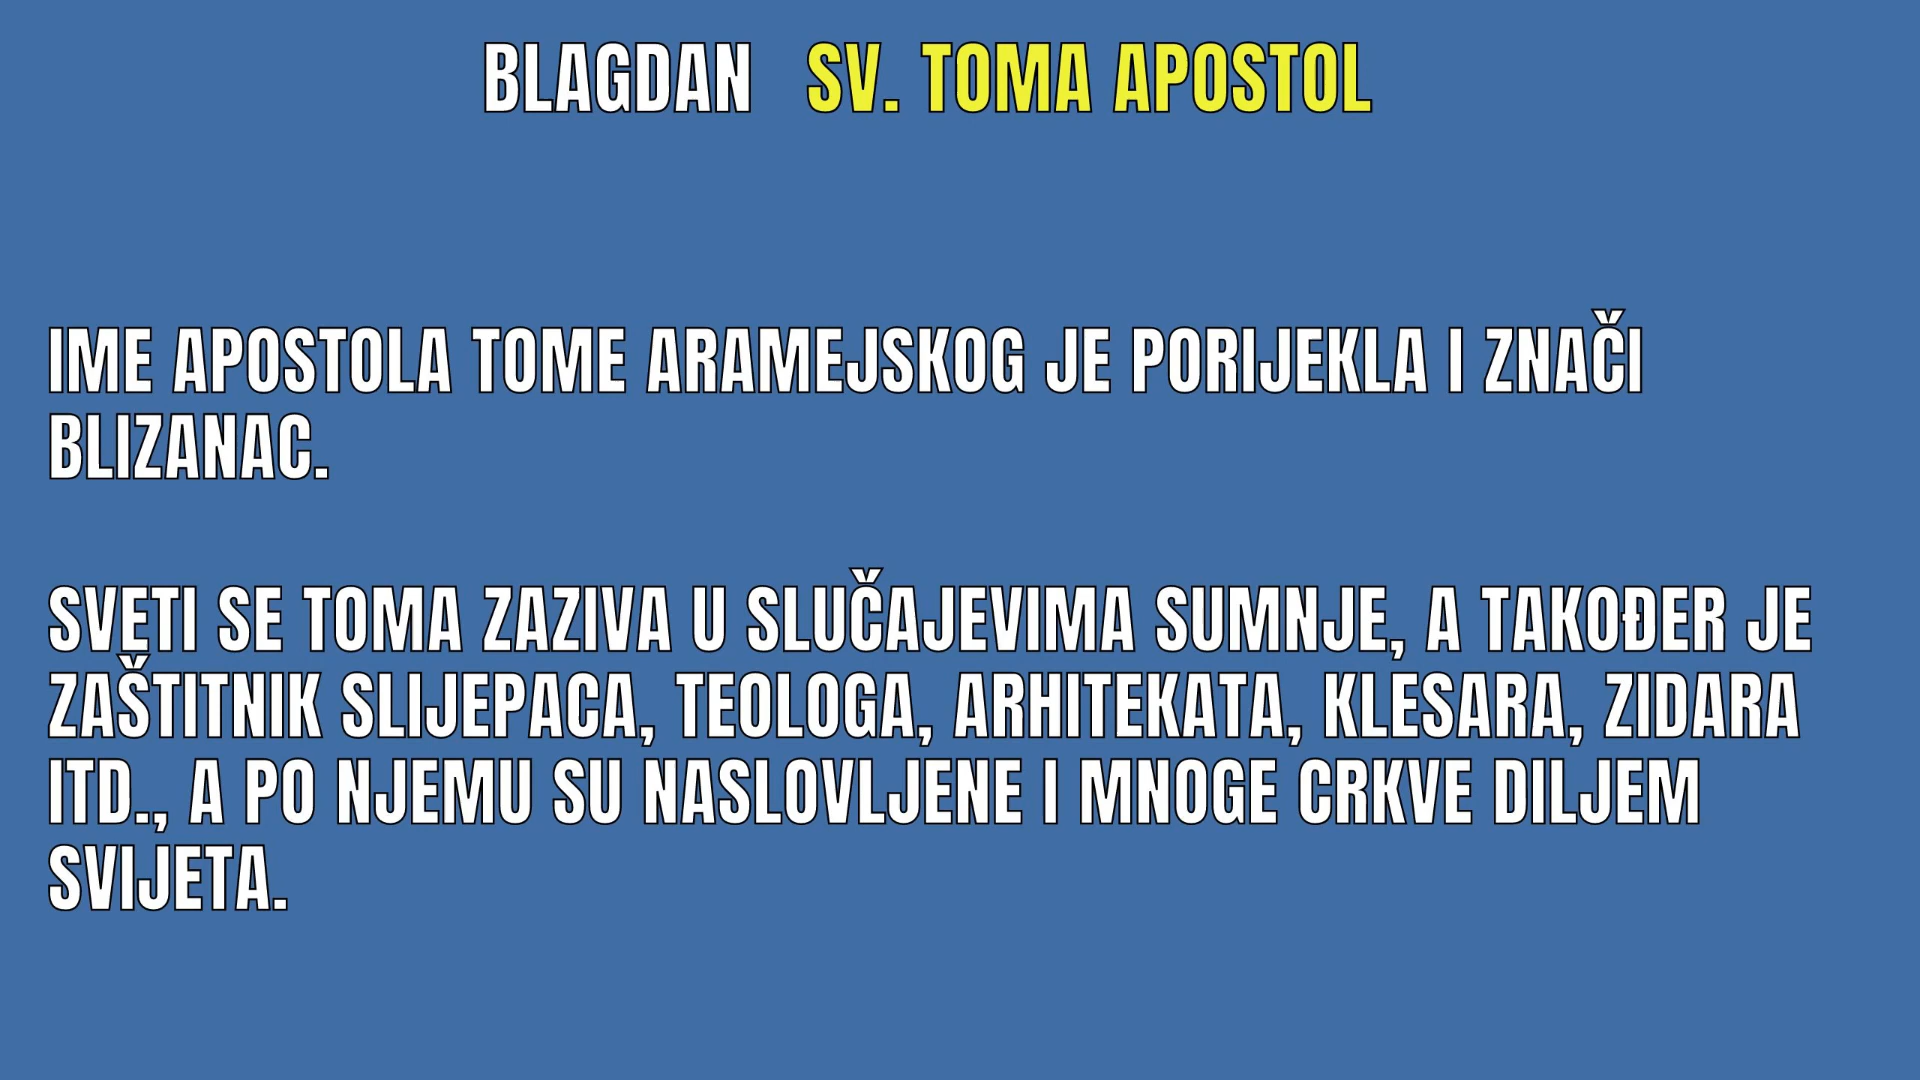 BLAGDAN SV. TOMA APOSTOL
IME APOSTOLA TOME ARAMEJSKOG JE PORIJEKLA I ZNAČI
BLIZANAC.
SVETI SE TOMA ZAZIVA U SLUČAJEVIMA SUMNJE, A TAKOĐER JE
ZAŠTITNIK SLIJEPACA, TEOLOGA, ARHITEKATA, KLESARA, ZIDARA
ITD., A PO NJEMU SU NASLOVLJENE I MNOGE CRKVE DILJEM
SVIJETA.